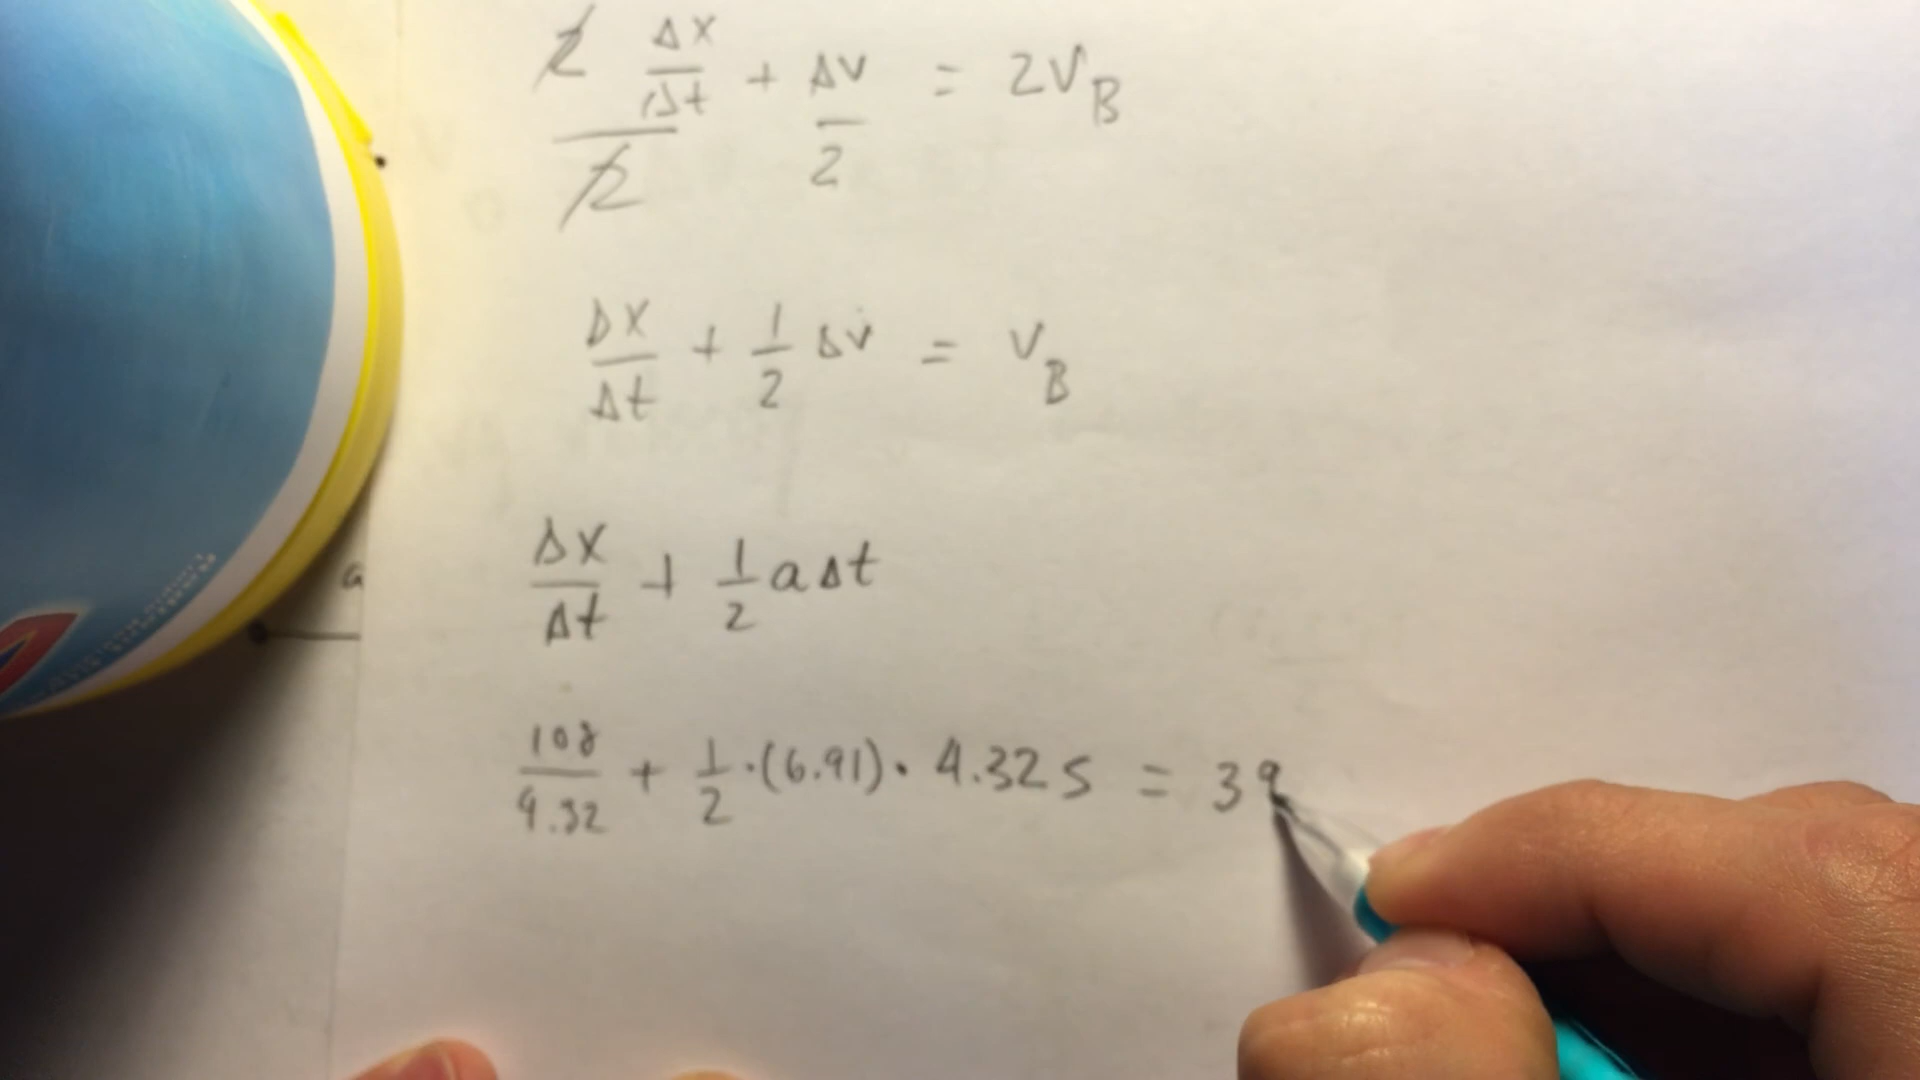 2 Δx/Δt / 2 + Δv/2 = 2v_B
Δx/Δt + 1/2 Δv = v_B
a
Δx/Δt + 1/2 a Δt
108/4.32 + 1/2 · (6.91) · 4.32 s = 39